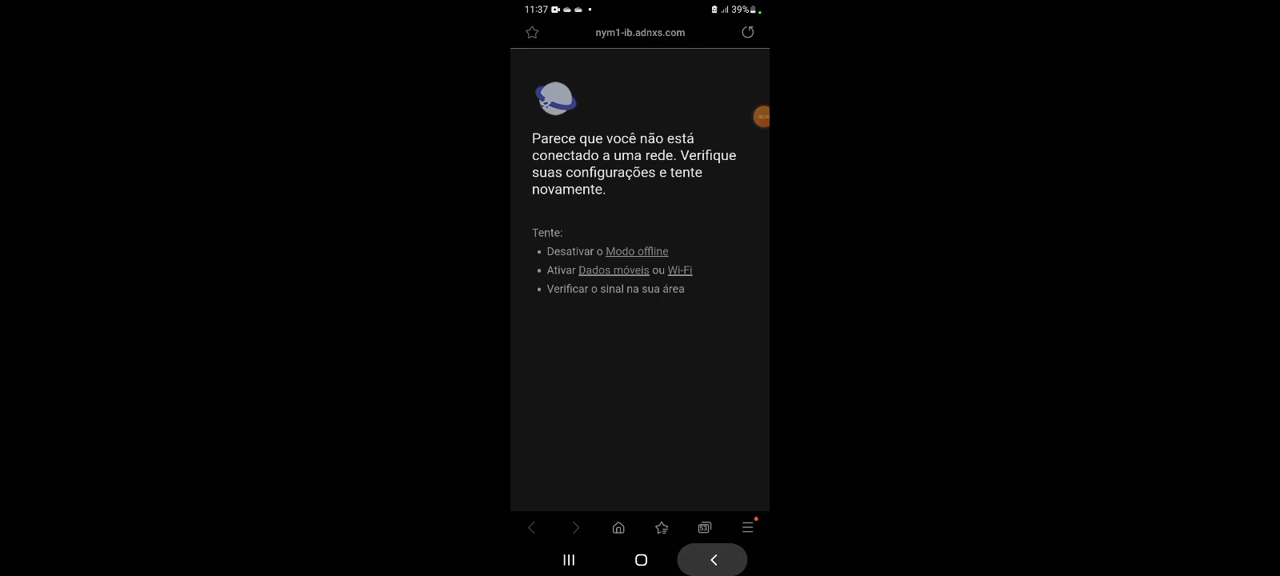 11:37
39%
nym1-ib.adnxs.com
Parece que você não está
conectado a uma rede. Verifique
suas configurações e tente
novamente.
Tente:
• Desativar o Modo offline
• Ativar Dados móveis ou Wi-Fi
• Verificar o sinal na sua área